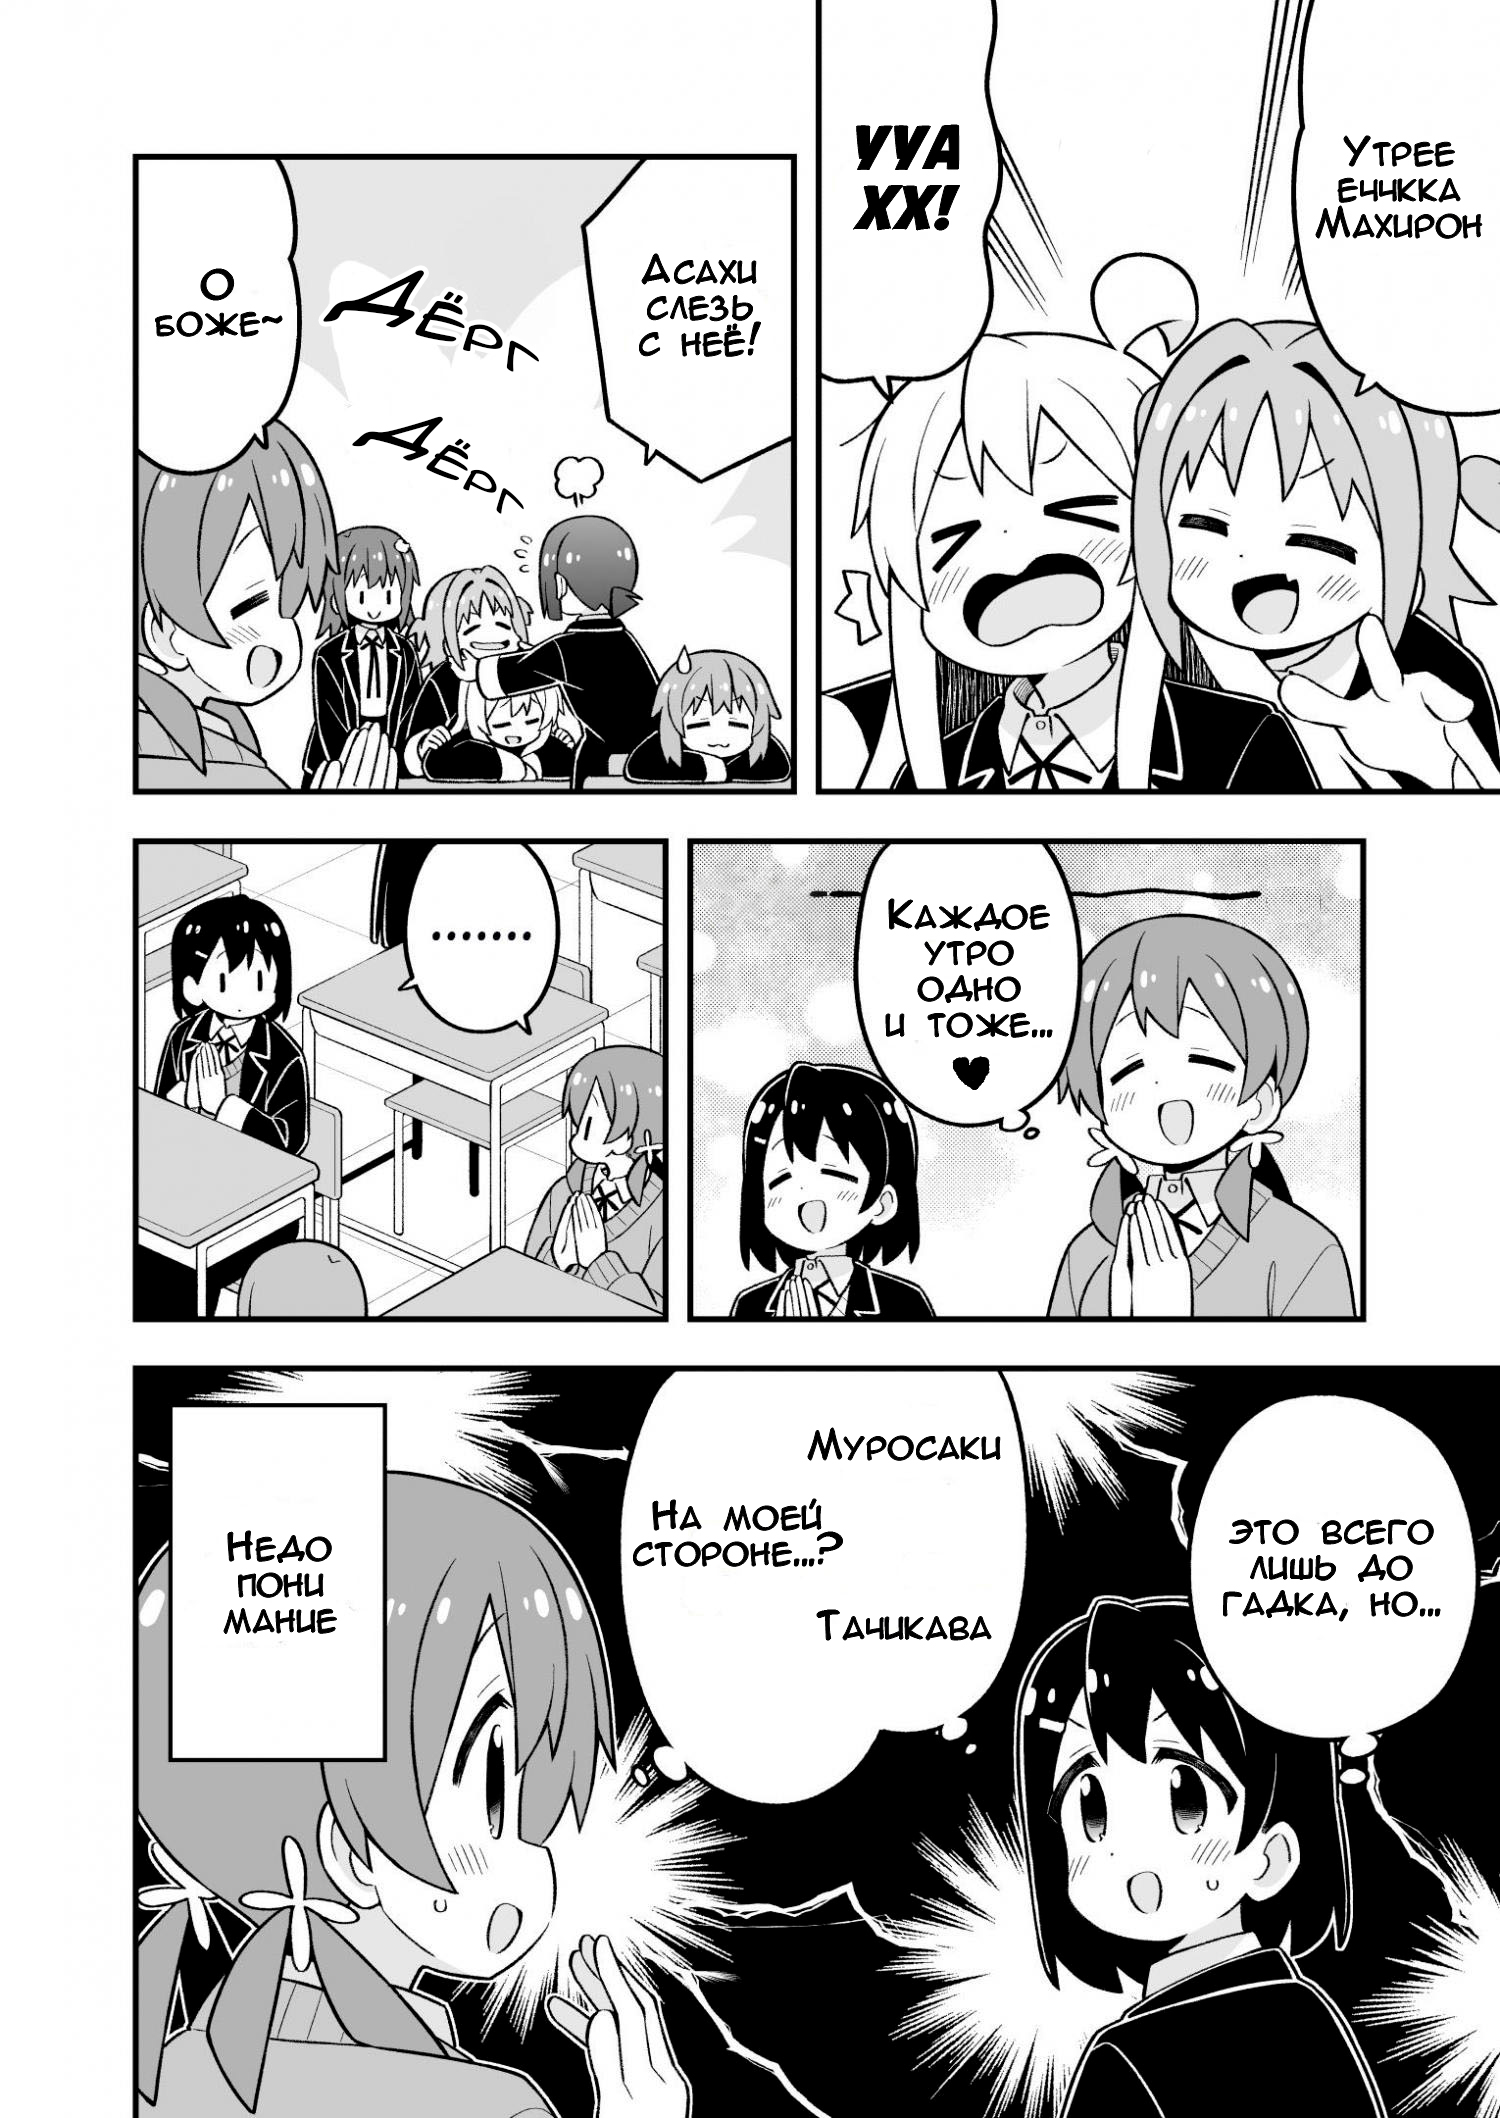 Утрее
еччкка
Махирон
УУА
ХХ!
Асахи
слезь
с неё!
Дёрг
Дёрг
О
боже~
Каждое
утро
одно
и тоже...
♥
........
это всего
лишь до
гадка, но...
Муросаки
На моей
стороне...?
Тачикава
Недо
пони
мание